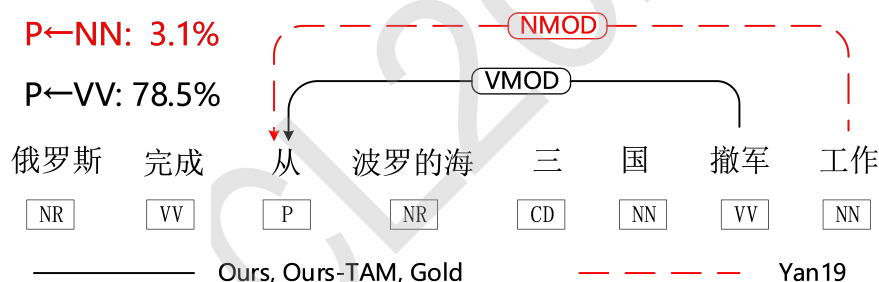 NMOD
P←NN: 3.1%
VMOD
P←VV: 78.5%
俄罗斯 完成 从 波罗的海 三 国 撤军 工作
NR VV P NR CD NN VV NN
Ours, Ours-TAM, Gold Yan19